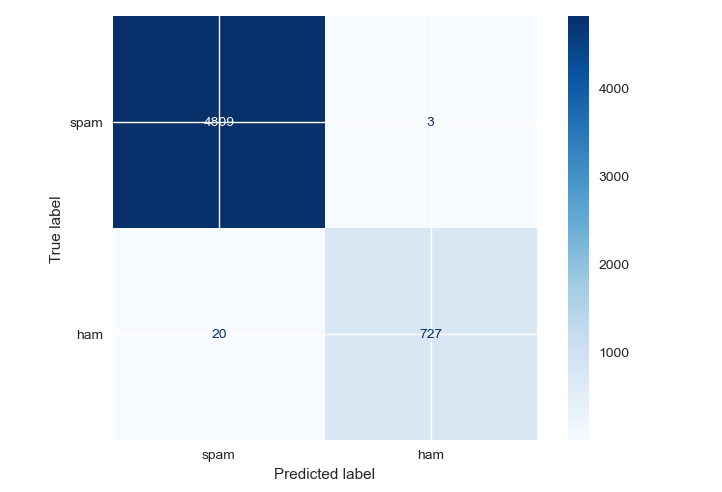 4809
3
20
727
spam
ham
True label
spam
ham
Predicted label
4000
3000
2000
1000